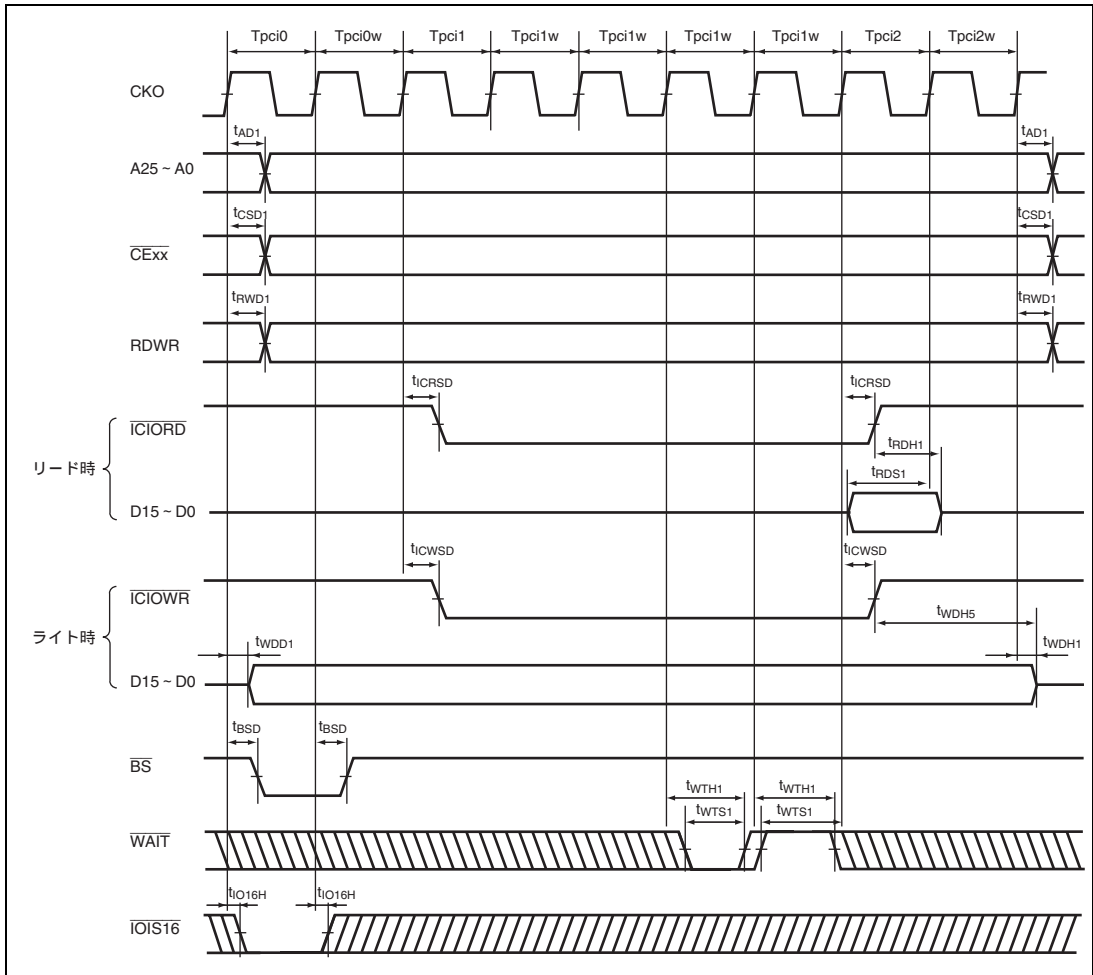 Tpci0 Tpci0w Tpci1 Tpci1w Tpci1w Tpci1w Tpci1w Tpci2 Tpci2w
CKO
tAD1 tAD1
A25 ~ A0
tCSD1 tCSD1
CExx
tRWD1 tRWD1
RDWR
tICRSD tICRSD
ICIORD
tRDH1
リード時
tRDS1
D15 ~ D0
tICWSD tICWSD
ICIOWR
tWDH5
ライト時
tWDD1 tWDH1
D15 ~ D0
tBSD tBSD
BS
tWTH1 tWTH1
tWTS1 tWTS1
WAIT
tIO16H tIO16H
IOIS16